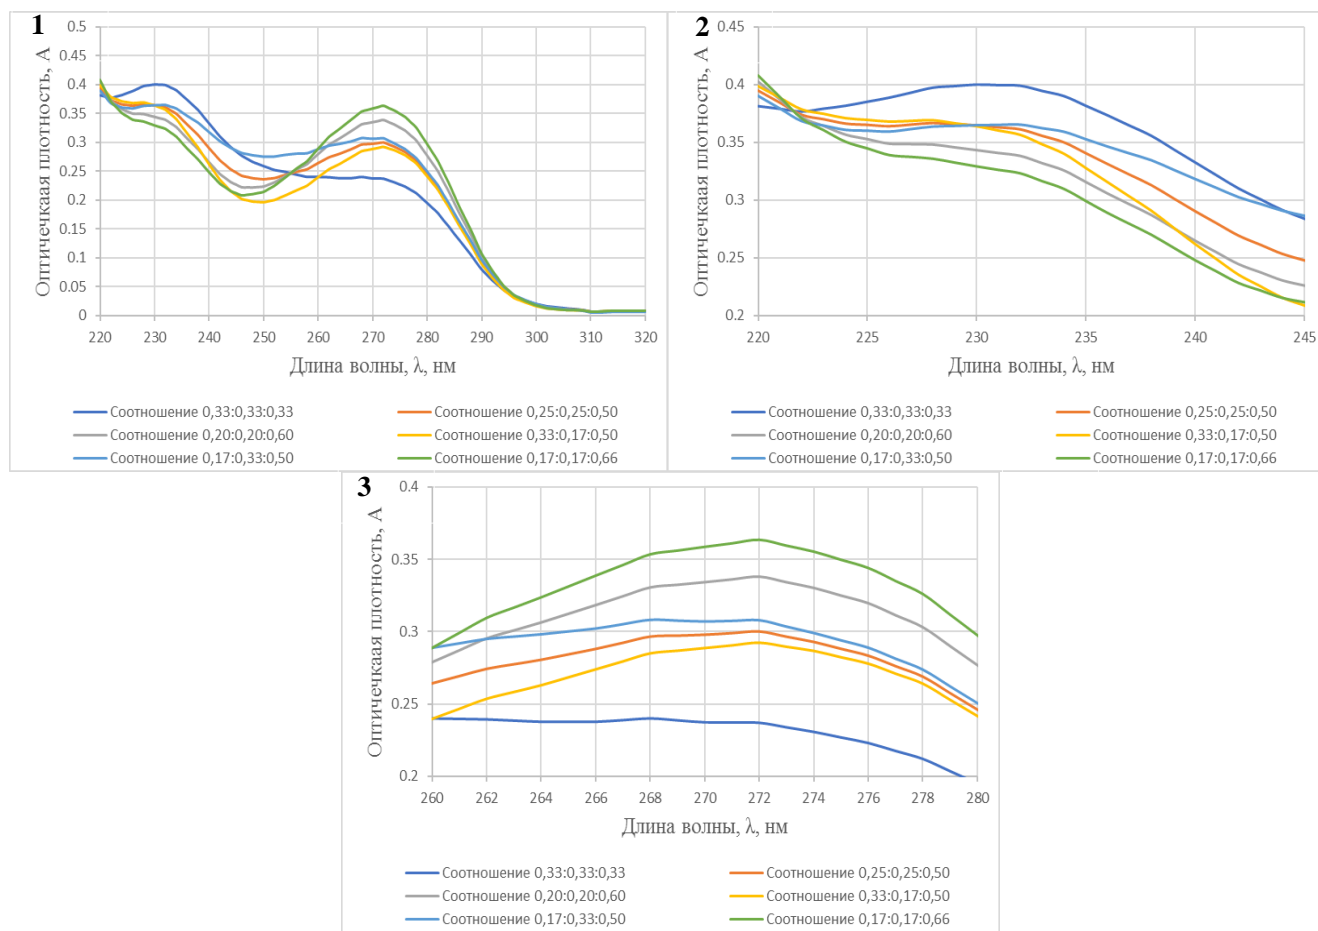 1
0.5
0.45
0.4
0.35
0.3
0.25
0.2
0.15
0.1
0.05
0
Оптичечкаая плотность, А
220 230 240 250 260 270 280 290 300 310 320
Длина волны, λ, нм
Соотношение 0,33:0,33:0,33 Соотношение 0,25:0,25:0,50
Соотношение 0,20:0,20:0,60 Соотношение 0,33:0,17:0,50
Соотношение 0,17:0,33:0,50 Соотношение 0,17:0,17:0,66
2
0.45
0.4
0.35
0.3
0.25
0.2
Оптичечкаая плотность, А
220 225 230 235 240 245
Длина волны, λ, нм
Соотношение 0,33:0,33:0,33 Соотношение 0,25:0,25:0,50
Соотношение 0,20:0,20:0,60 Соотношение 0,33:0,17:0,50
Соотношение 0,17:0,33:0,50 Соотношение 0,17:0,17:0,66
3
0.4
0.35
0.3
0.25
0.2
Оптичечкаая плотность, А
260 262 264 266 268 270 272 274 276 278 280
Длина волны, λ, нм
Соотношение 0,33:0,33:0,33 Соотношение 0,25:0,25:0,50
Соотношение 0,20:0,20:0,60 Соотношение 0,33:0,17:0,50
Соотношение 0,17:0,33:0,50 Соотношение 0,17:0,17:0,66